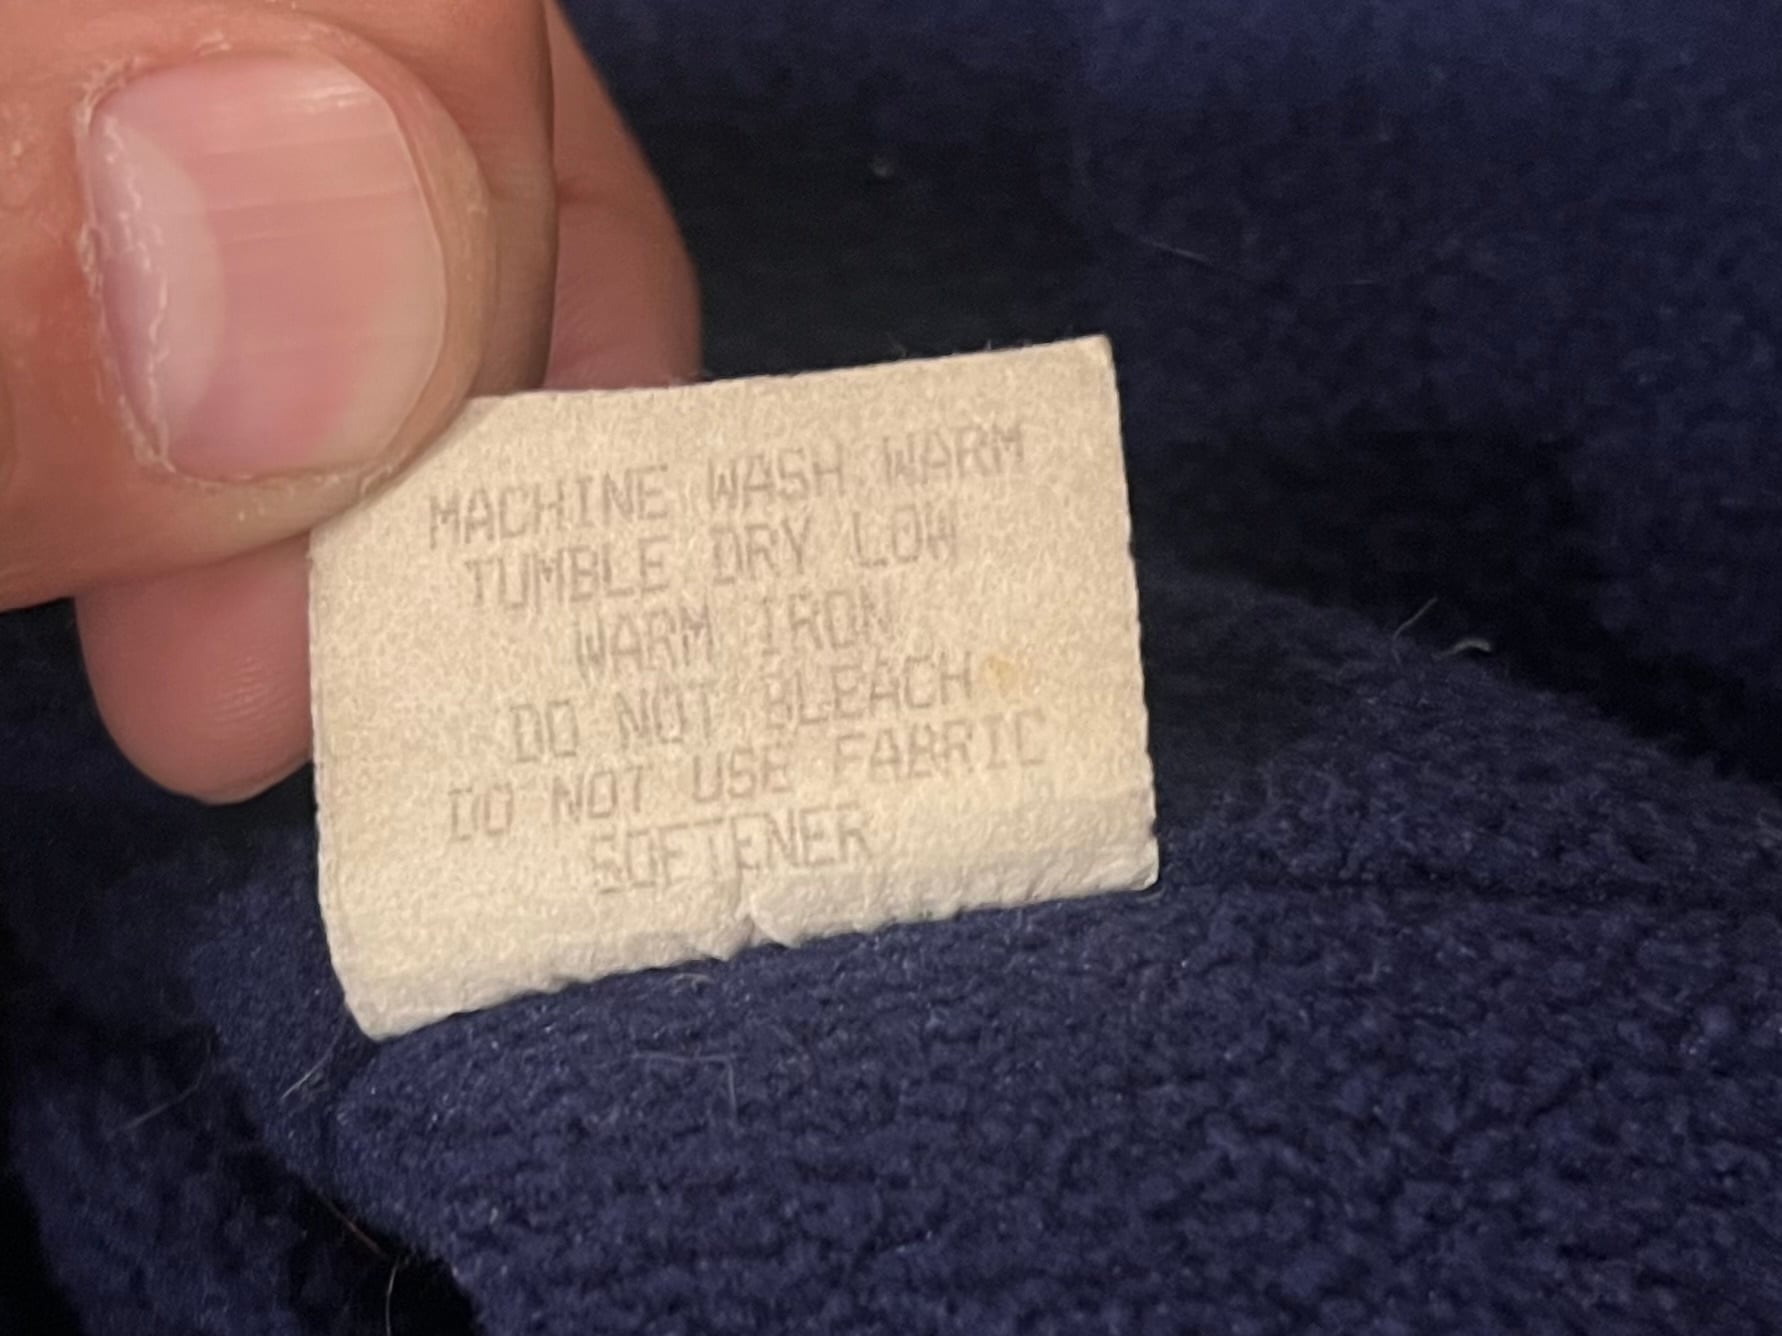 MACHINE WASH WARM
TUMBLE DRY LOW
WARM IRON
DO NOT BLEACH
DO NOT USE FABRIC
SOFTENER